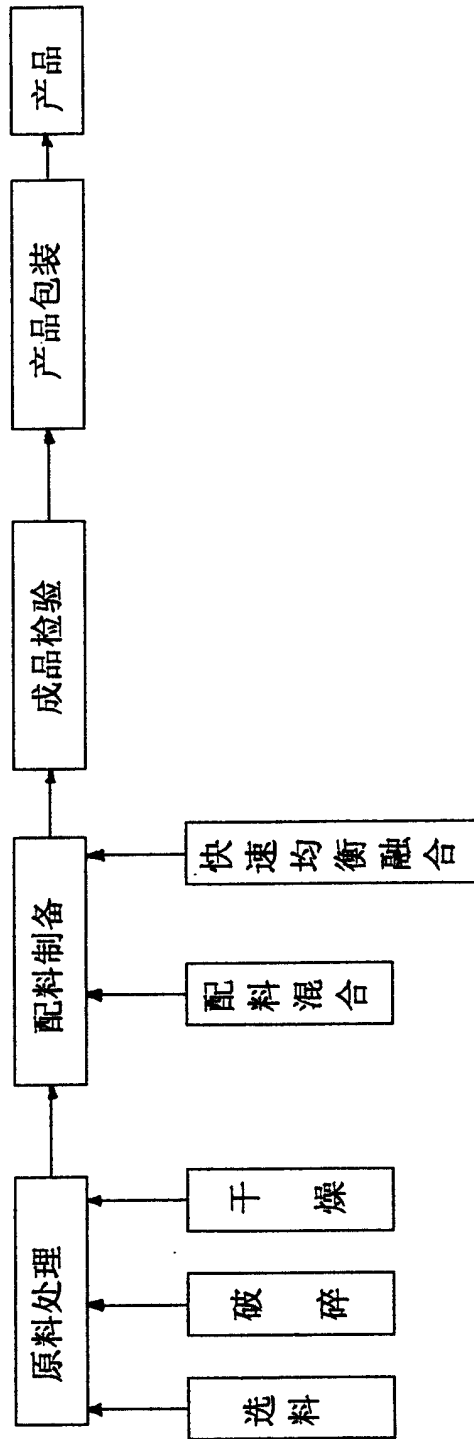 原料处理
配料制备
成品检验
产品包装
产品
选料
破碎
干燥
配料混合
快速均衡融合